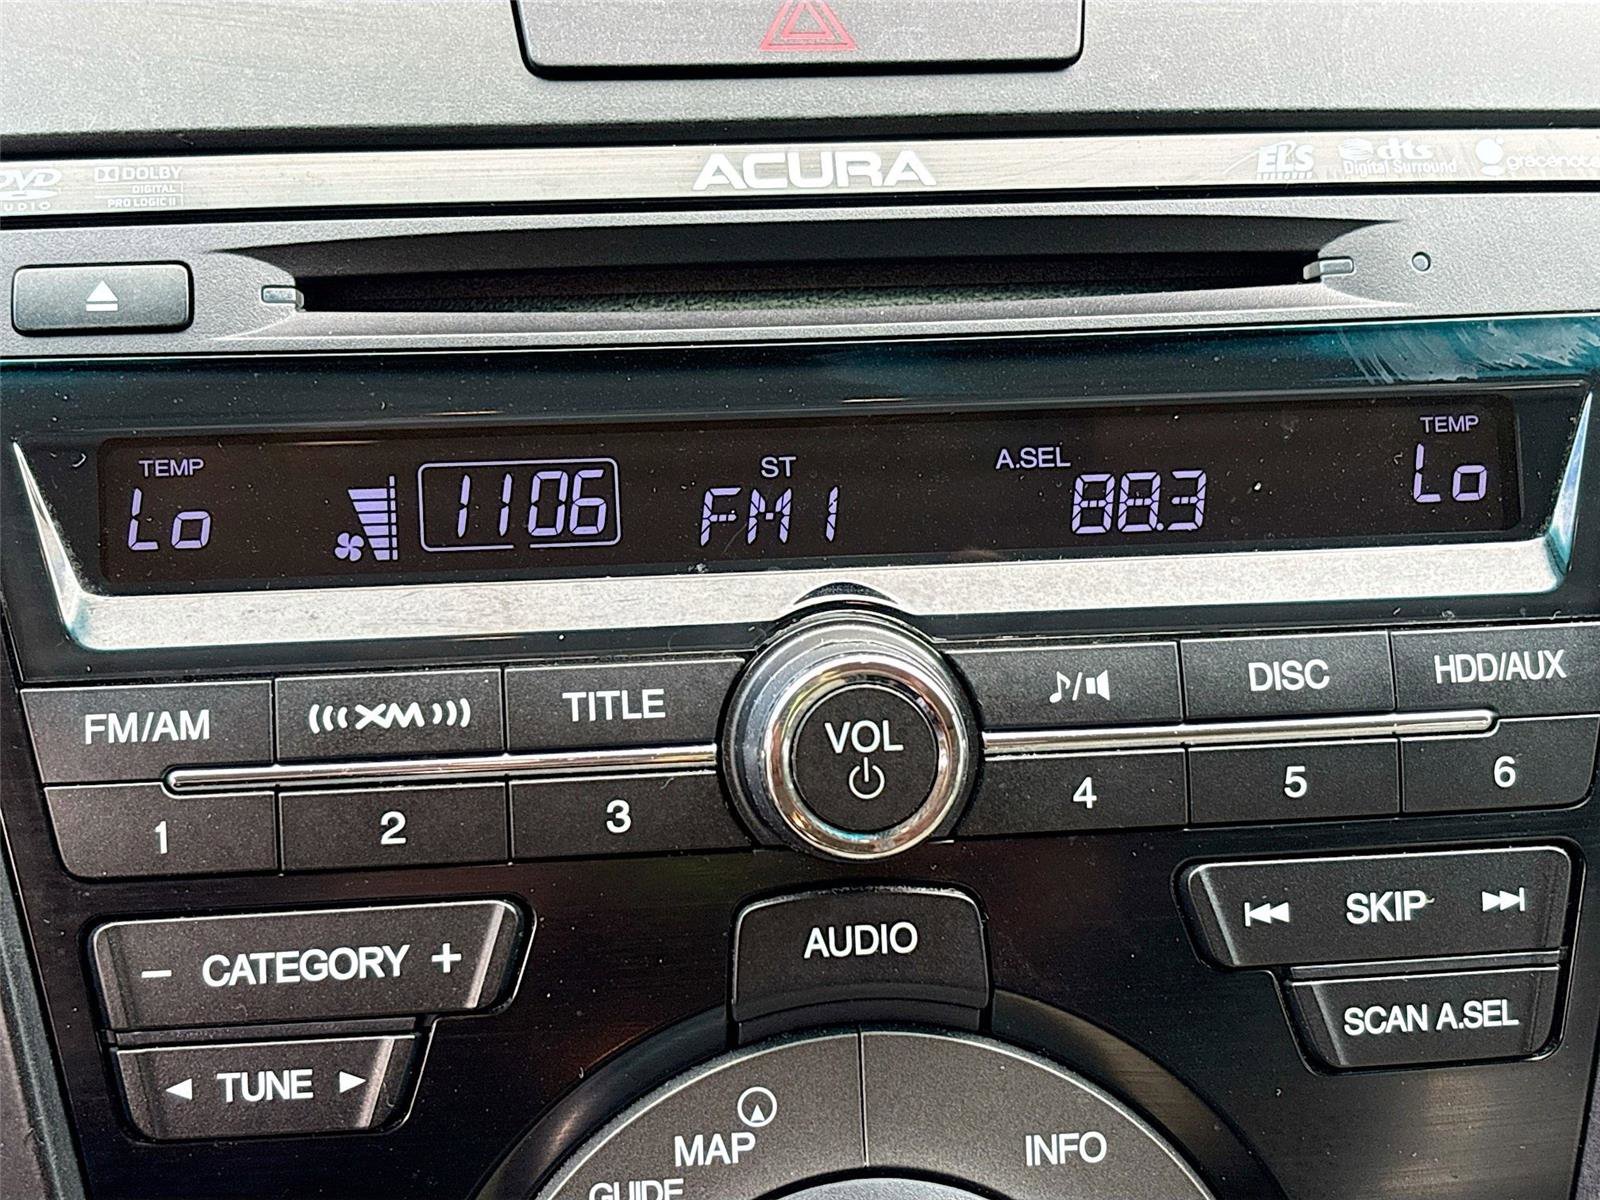 DVD
AUDIO
DOLBY
DIGITAL
PRO LOGIC II
ACURA
ELS
dts
Digital Surround
gracenote
TEMP
Lo
1106
ST
FM1
A.SEL
88.3
TEMP
Lo
FM/AM
XM
TITLE
VOL
DISC
HDD/AUX
1
2
3
4
5
6
- CATEGORY +
AUDIO
SKIP
TUNE
SCAN A.SEL
MAP
GUIDE
INFO